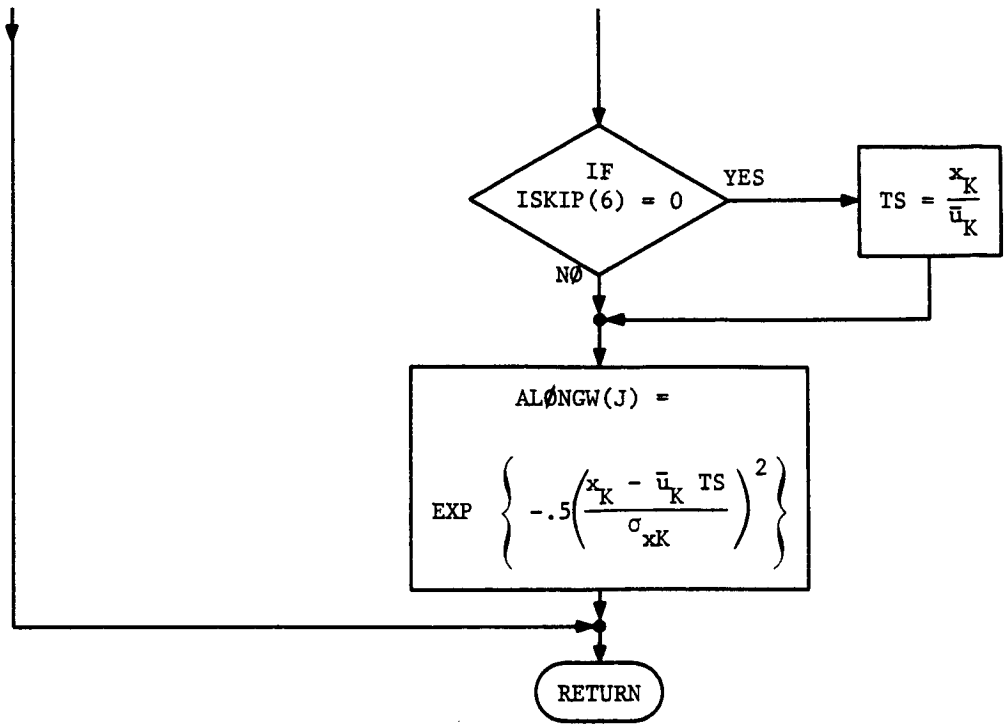 IF
ISKIP(6) = 0
YES
TS = x_K / ū_K
NØ
ALØNGW(J) =
EXP { -.5 ( (x_K - ū_K TS) / σ_xK )^2 }
RETURN